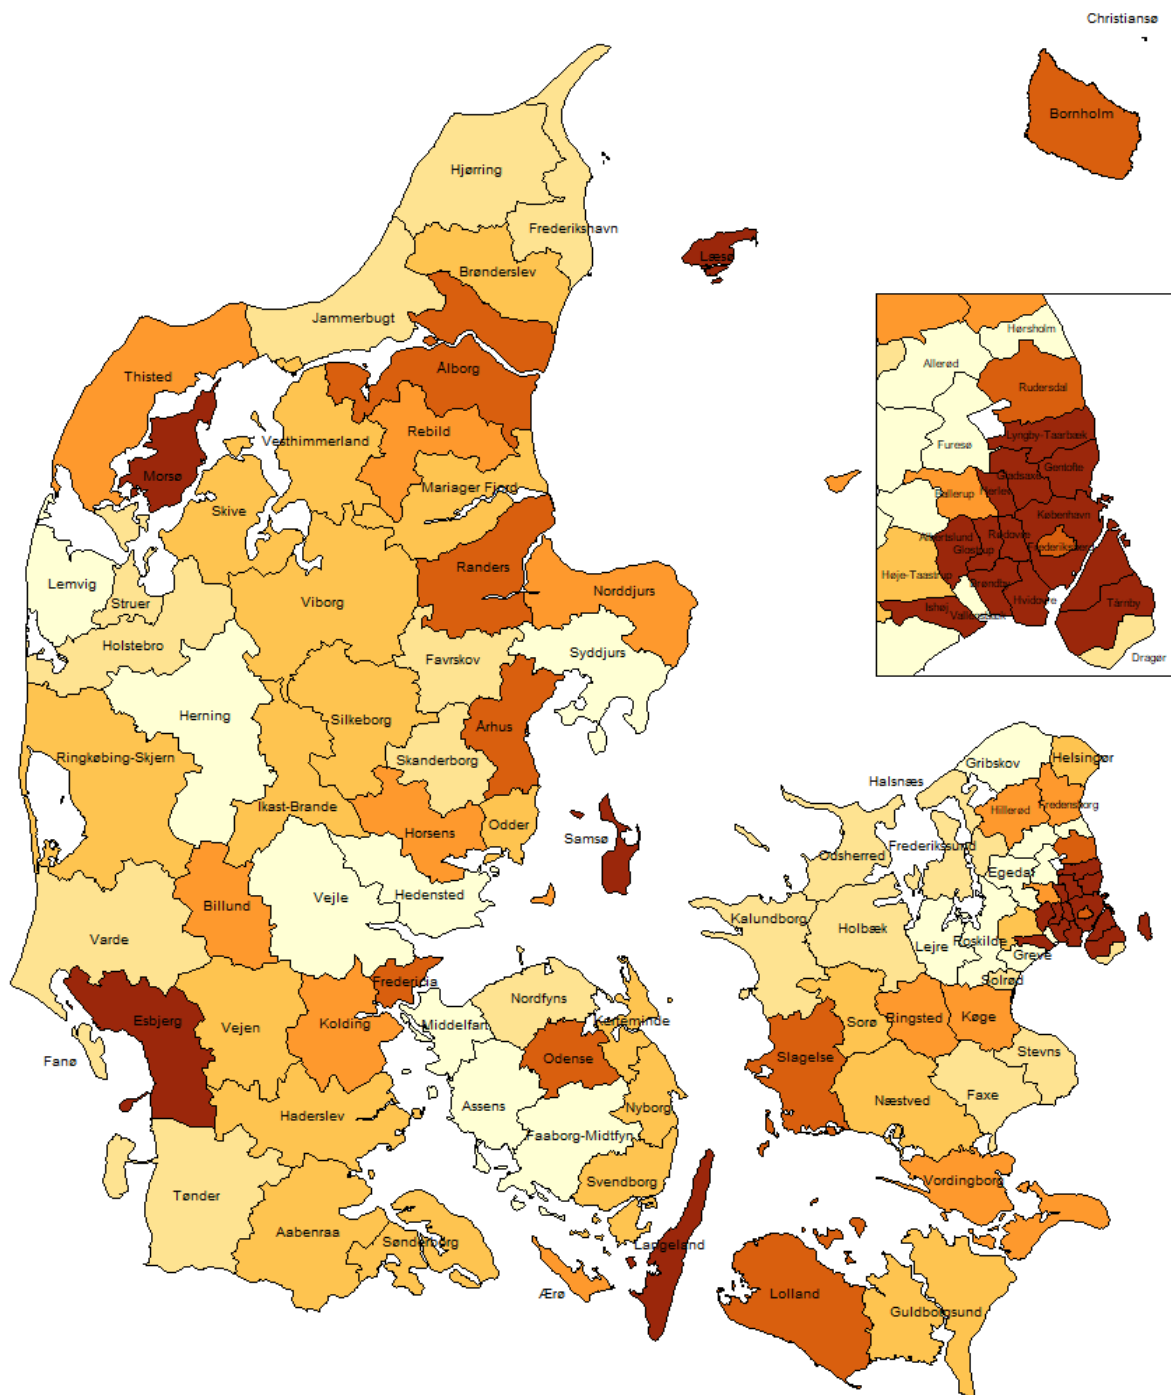 Christiansø
Bornholm
Hjørring
Frederikshavn
Læsø
Brønderslev
Jammerbugt
Ålborg
Thisted
Rebild
Vesthimmerland
Morsø
Mariager Fjord
Skive
Randers
Lemvig
Norddjurs
Struer
Viborg
Holstebro
Syddjurs
Favrskov
Herning
Silkeborg
Århus
Ringkøbing-Skjern
Skanderborg
Ikast-Brande
Odder
Horsens
Samsø
Vejle
Hedensted
Billund
Varde
Fredericia
Nordfyns
Esbjerg
Vejen
Kolding
Middelfart
Kerteminde
Fanø
Odense
Assens
Nyborg
Haderslev
Faaborg-Midtfyn
Svendborg
Tønder
Aabenraa
Sønderborg
Langeland
Ærø
Hørsholm
Allerød
Rudersdal
Lyngby-Taarbæk
Furesø
Gentofte
Gladsaxe
Ballerup
Herlev
København
Albertslund
Rødovre
Frederiksberg
Glostrup
Høje-Taastrup
Brøndby
Hvidovre
Ishøj
Vallensbæk
Tårnby
Dragør
Helsingør
Gribskov
Halsnæs
Hillerød
Fredensborg
Frederikssund
Odsherred
Egedal
Kalundborg
Holbæk
Roskilde
Lejre
Greve
Solrød
Sorø
Ringsted
Køge
Slagelse
Stevns
Næstved
Faxe
Vordingborg
Lolland
Guldborgsund